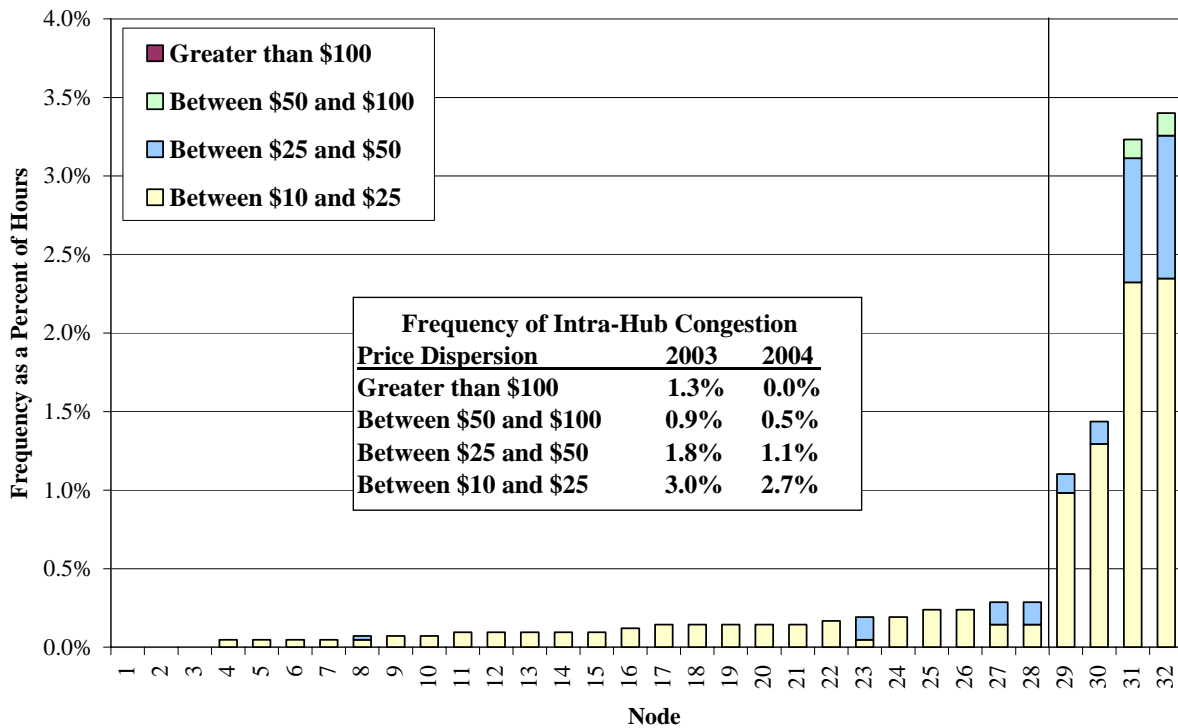 4.0%
3.5%
3.0%
2.5%
2.0%
1.5%
1.0%
0.5%
0.0%
Frequency as a Percent of Hours
Greater than $100
Between $50 and $100
Between $25 and $50
Between $10 and $25
Frequency of Intra-Hub Congestion
Price Dispersion 2003 2004
Greater than $100 1.3% 0.0%
Between $50 and $100 0.9% 0.5%
Between $25 and $50 1.8% 1.1%
Between $10 and $25 3.0% 2.7%
1 2 3 4 5 6 7 8 9 10 11 12 13 14 15 16 17 18 19 20 21 22 23 24 25 26 27 28 29 30 31 32
Node